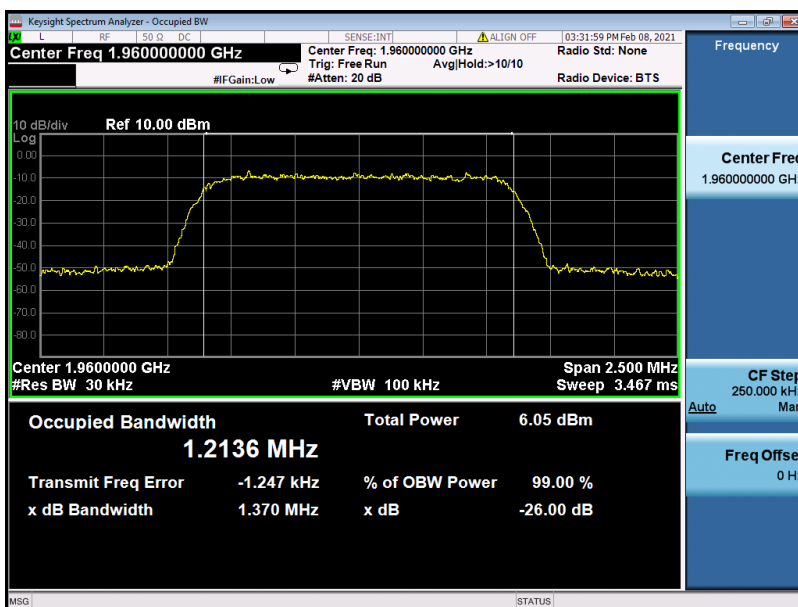 Keysight Spectrum Analyzer - Occupied BW
LXI L RF 50 Ω DC SENSE:INT ALIGN OFF 03:31:59 PM Feb 08, 2021
Center Freq 1.960000000 GHz
Center Freq: 1.960000000 GHz
Radio Std: None
Trig: Free Run Avg|Hold:>10/10
#IFGain:Low
#Atten: 20 dB
Radio Device: BTS
Frequency
10 dB/div Ref 10.00 dBm
Log
0.00
-10.0
-20.0
-30.0
-40.0
-50.0
-60.0
-70.0
-80.0
Center 1.9600000 GHz Span 2.500 MHz
#Res BW 30 kHz #VBW 100 kHz Sweep 3.467 ms
Center Freq
1.960000000 GH
CF Step
250.000 kH
Auto Man
Freq Offse
0 H
Occupied Bandwidth Total Power 6.05 dBm
1.2136 MHz
Transmit Freq Error -1.247 kHz % of OBW Power 99.00 %
x dB Bandwidth 1.370 MHz x dB -26.00 dB
MSG STATUS